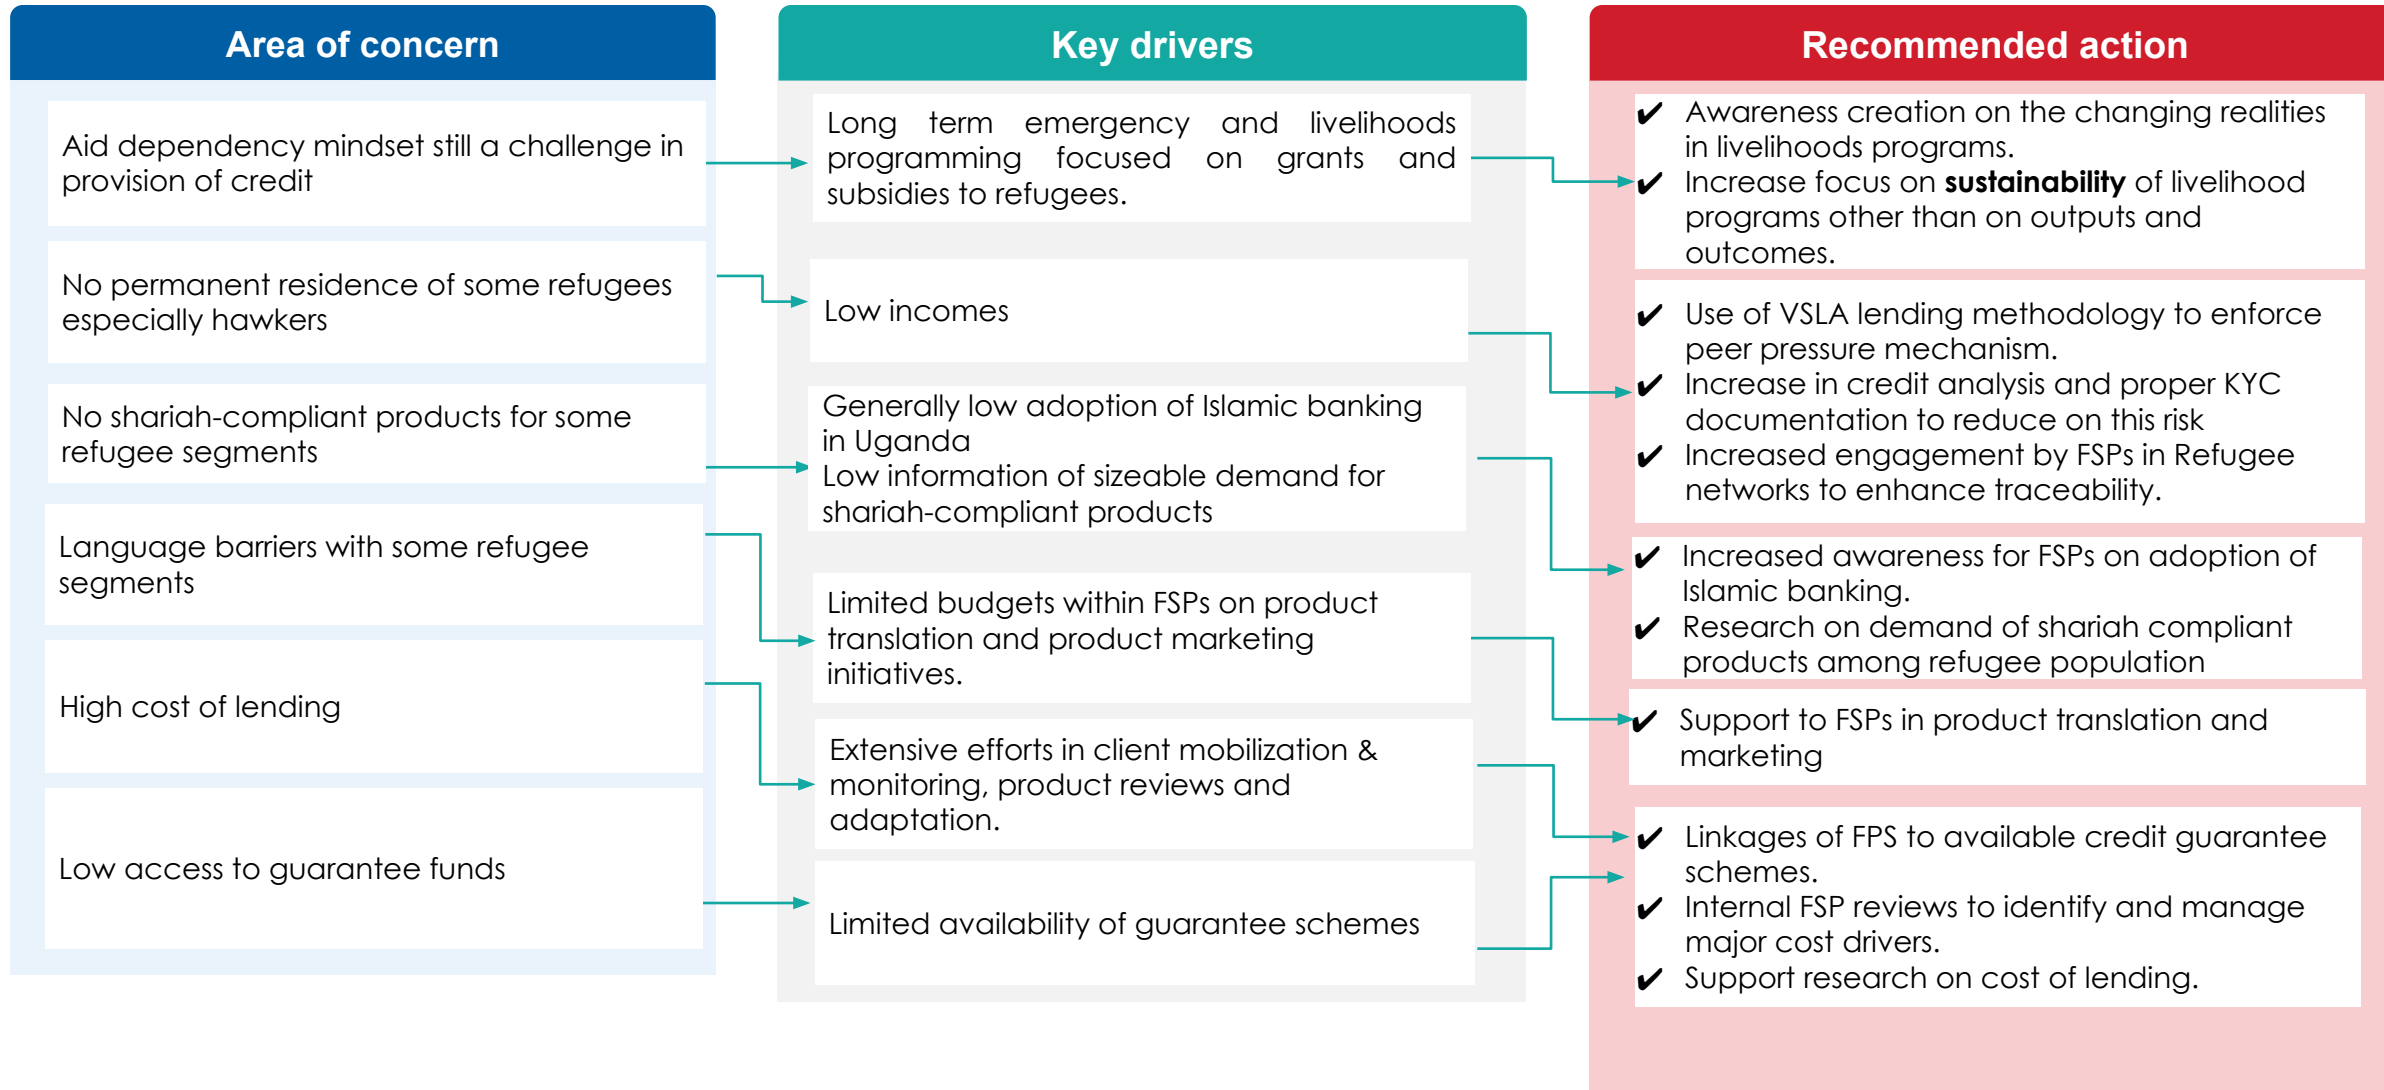 Area of concern
Aid dependency mindset still a challenge in
provision of credit
No permanent residence of some refugees
especially hawkers
No shariah-compliant products for some
refugee segments
Language barriers with some refugee
segments
High cost of lending
Low access to guarantee funds
Key drivers
Long term emergency and livelihoods
programming focused on grants and
subsidies to refugees.
Low incomes
Generally low adoption of Islamic banking
in Uganda
Low information of sizeable demand for
shariah-compliant products
Limited budgets within FSPs on product
translation and product marketing
initiatives.
Extensive efforts in client mobilization &
monitoring, product reviews and
adaptation.
Limited availability of guarantee schemes
Recommended action
✔ Awareness creation on the changing realities
in livelihoods programs.
✔ Increase focus on sustainability of livelihood
programs other than on outputs and
outcomes.
✔ Use of VSLA lending methodology to enforce
peer pressure mechanism.
✔ Increase in credit analysis and proper KYC
documentation to reduce on this risk
✔ Increased engagement by FSPs in Refugee
networks to enhance traceability.
✔ Increased awareness for FSPs on adoption of
Islamic banking.
✔ Research on demand of shariah compliant
products among refugee population
✔ Support to FSPs in product translation and
marketing
✔ Linkages of FPS to available credit guarantee
schemes.
✔ Internal FSP reviews to identify and manage
major cost drivers.
✔ Support research on cost of lending.